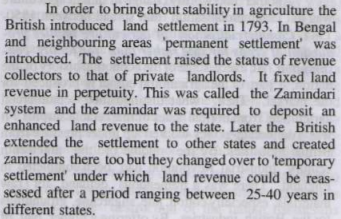 In order to bring about stability in agriculture the
British introduced land settlement in 1793. In Bengal
and neighbouring areas 'permanent settlement' was
introduced. The settlement raised the status of revenue
collectors to that of private landlords. It fixed land
revenue in perpetuity. This was called the Zamindari
system and the zamindar was required to deposit an
enhanced land revenue to the state. Later the British
extended the settlement to other states and created
zamindars there too but they changed over to 'temporary
settlement' under which land revenue could be reas-
sessed after a period ranging between 25-40 years in
different states.